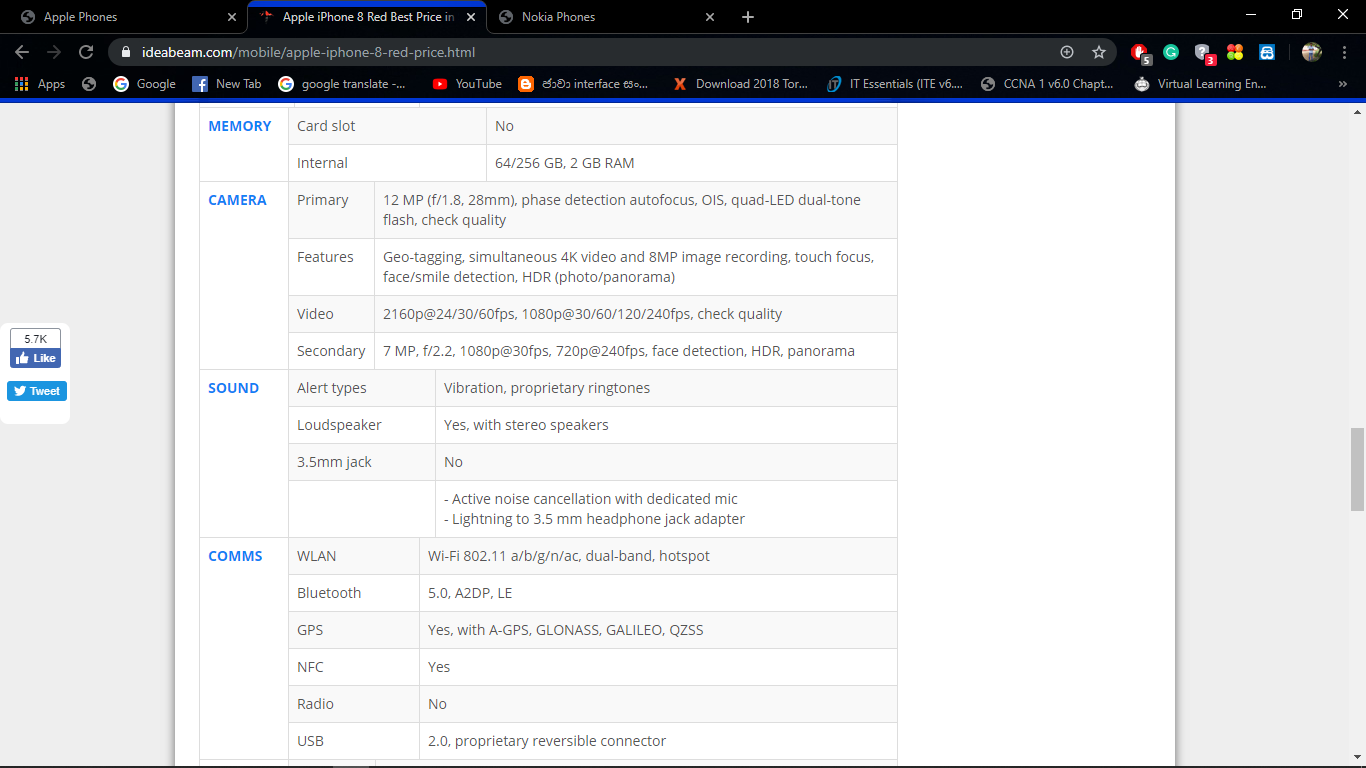 Apple Phones
Apple iPhone 8 Red Best Price in
Nokia Phones
ideabeam.com/mobile/apple-iphone-8-red-price.html
5
3
Apps
Google
New Tab
google translate -...
YouTube
ජාවා interface සං...
Download 2018 Tor...
IT Essentials (ITE v6....
CCNA 1 v6.0 Chapt...
Virtual Learning En...
»
MEMORY Card slot No
Internal 64/256 GB, 2 GB RAM
CAMERA Primary 12 MP (f/1.8, 28mm), phase detection autofocus, OIS, quad-LED dual-tone
flash, check quality
Features Geo-tagging, simultaneous 4K video and 8MP image recording, touch focus,
face/smile detection, HDR (photo/panorama)
Video 2160p@24/30/60fps, 1080p@30/60/120/240fps, check quality
Secondary 7 MP, f/2.2, 1080p@30fps, 720p@240fps, face detection, HDR, panorama
5.7K
Like
Tweet
SOUND Alert types Vibration, proprietary ringtones
Loudspeaker Yes, with stereo speakers
3.5mm jack No
- Active noise cancellation with dedicated mic
- Lightning to 3.5 mm headphone jack adapter
COMMS WLAN Wi-Fi 802.11 a/b/g/n/ac, dual-band, hotspot
Bluetooth 5.0, A2DP, LE
GPS Yes, with A-GPS, GLONASS, GALILEO, QZSS
NFC Yes
Radio No
USB 2.0, proprietary reversible connector